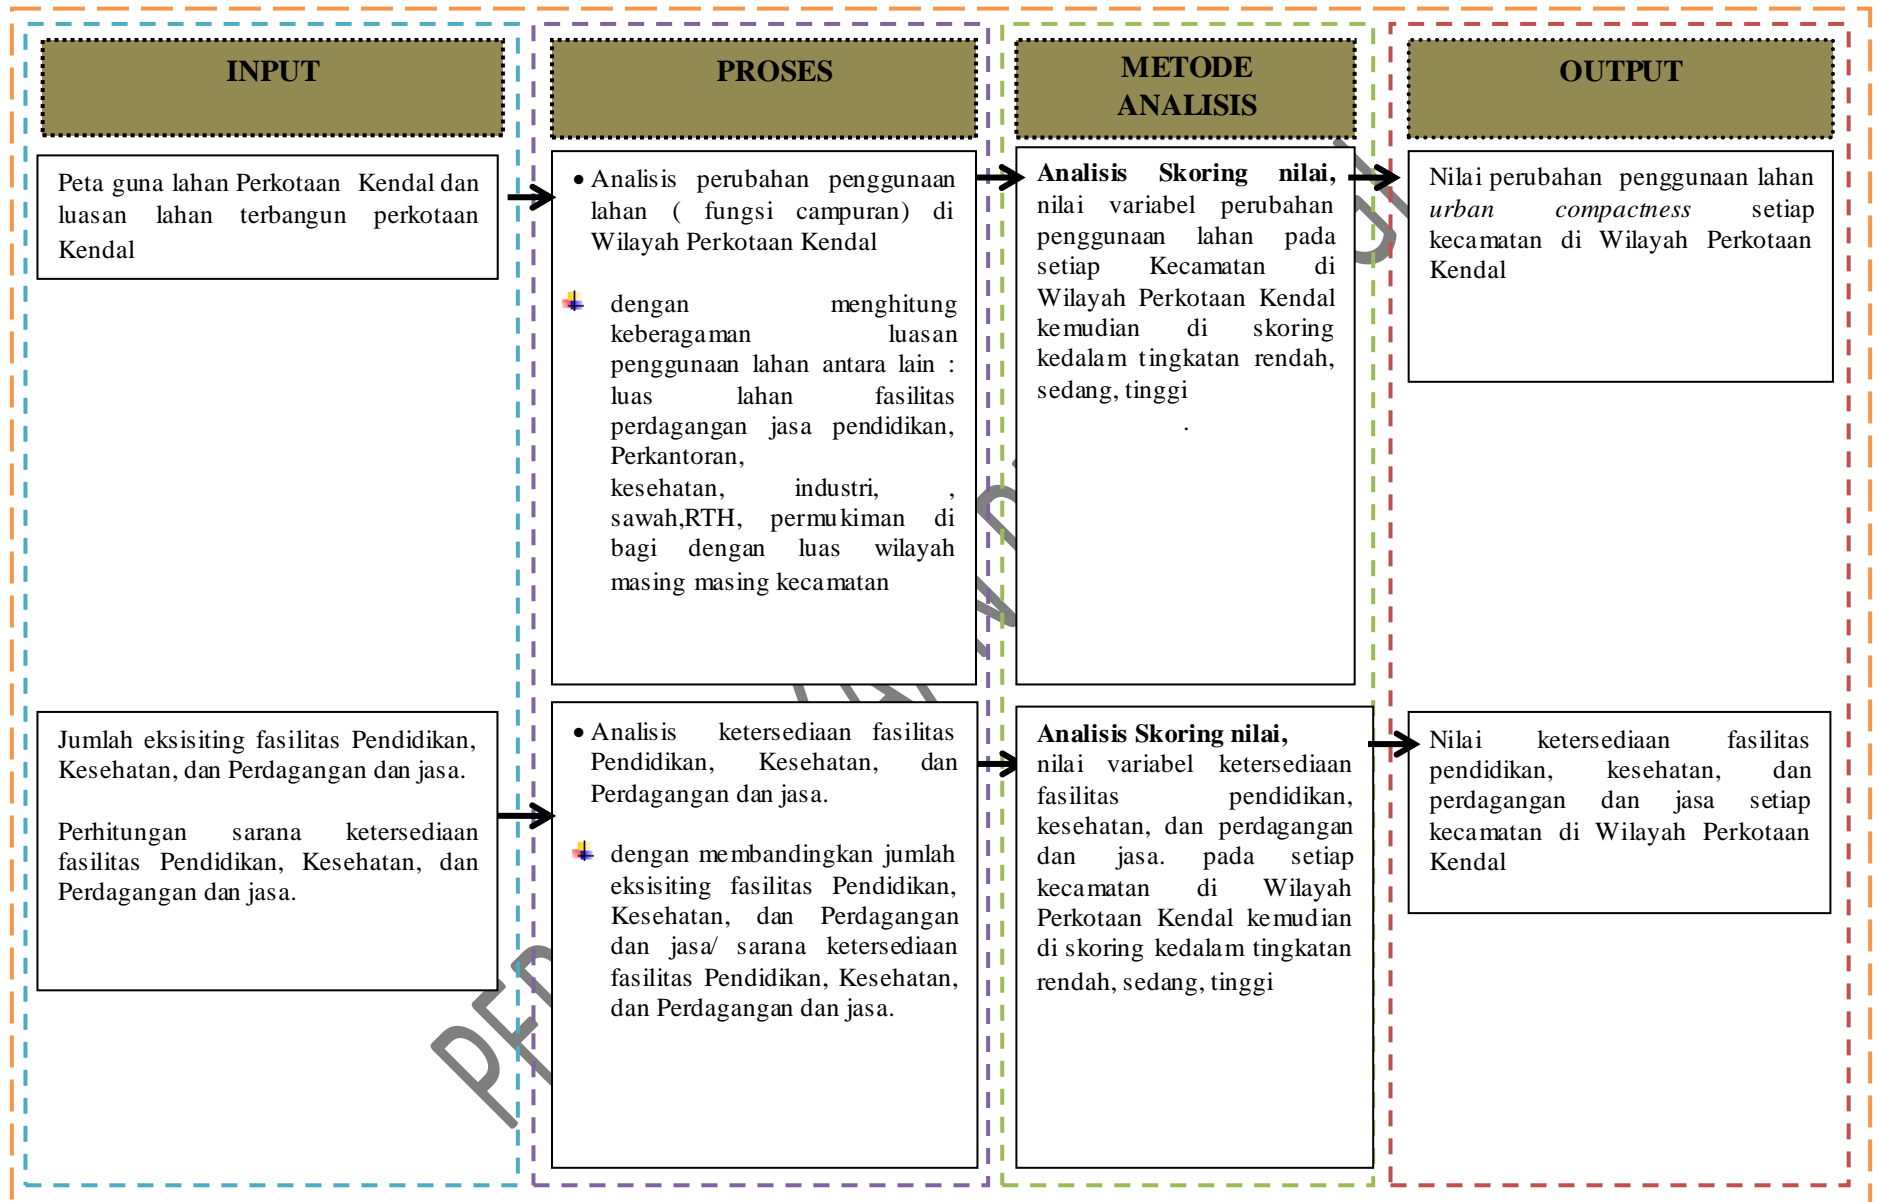 INPUT
PROSES
METODE
ANALISIS
OUTPUT
Peta guna lahan Perkotaan Kendal dan
luasan lahan terbangun perkotaan
Kendal
• Analisis perubahan penggunaan
lahan ( fungsi campuran) di
Wilayah Perkotaan Kendal
dengan menghitung
keberagaman luasan
penggunaan lahan antara lain :
luas lahan fasilitas
perdagangan jasa pendidikan,
Perkantoran,
kesehatan, industri, ,
sawah,RTH, permukiman di
bagi dengan luas wilayah
masing masing kecamatan
Analisis Skoring nilai,
nilai variabel perubahan
penggunaan lahan pada
setiap Kecamatan di
Wilayah Perkotaan Kendal
kemudian di skoring
kedalam tingkatan rendah,
sedang, tinggi
.
Nilai perubahan penggunaan lahan
urban compactness setiap
kecamatan di Wilayah Perkotaan
Kendal
Jumlah eksisiting fasilitas Pendidikan,
Kesehatan, dan Perdagangan dan jasa.
Perhitungan sarana ketersediaan
fasilitas Pendidikan, Kesehatan, dan
Perdagangan dan jasa.
• Analisis ketersediaan fasilitas
Pendidikan, Kesehatan, dan
Perdagangan dan jasa.
dengan membandingkan jumlah
eksisiting fasilitas Pendidikan,
Kesehatan, dan Perdagangan
dan jasa/ sarana ketersediaan
fasilitas Pendidikan, Kesehatan,
dan Perdagangan dan jasa.
Analisis Skoring nilai,
nilai variabel ketersediaan
fasilitas pendidikan,
kesehatan, dan perdagangan
dan jasa. pada setiap
kecamatan di Wilayah
Perkotaan Kendal kemudian
di skoring kedalam tingkatan
rendah, sedang, tinggi
Nilai ketersediaan fasilitas
pendidikan, kesehatan, dan
perdagangan dan jasa setiap
kecamatan di Wilayah Perkotaan
Kendal